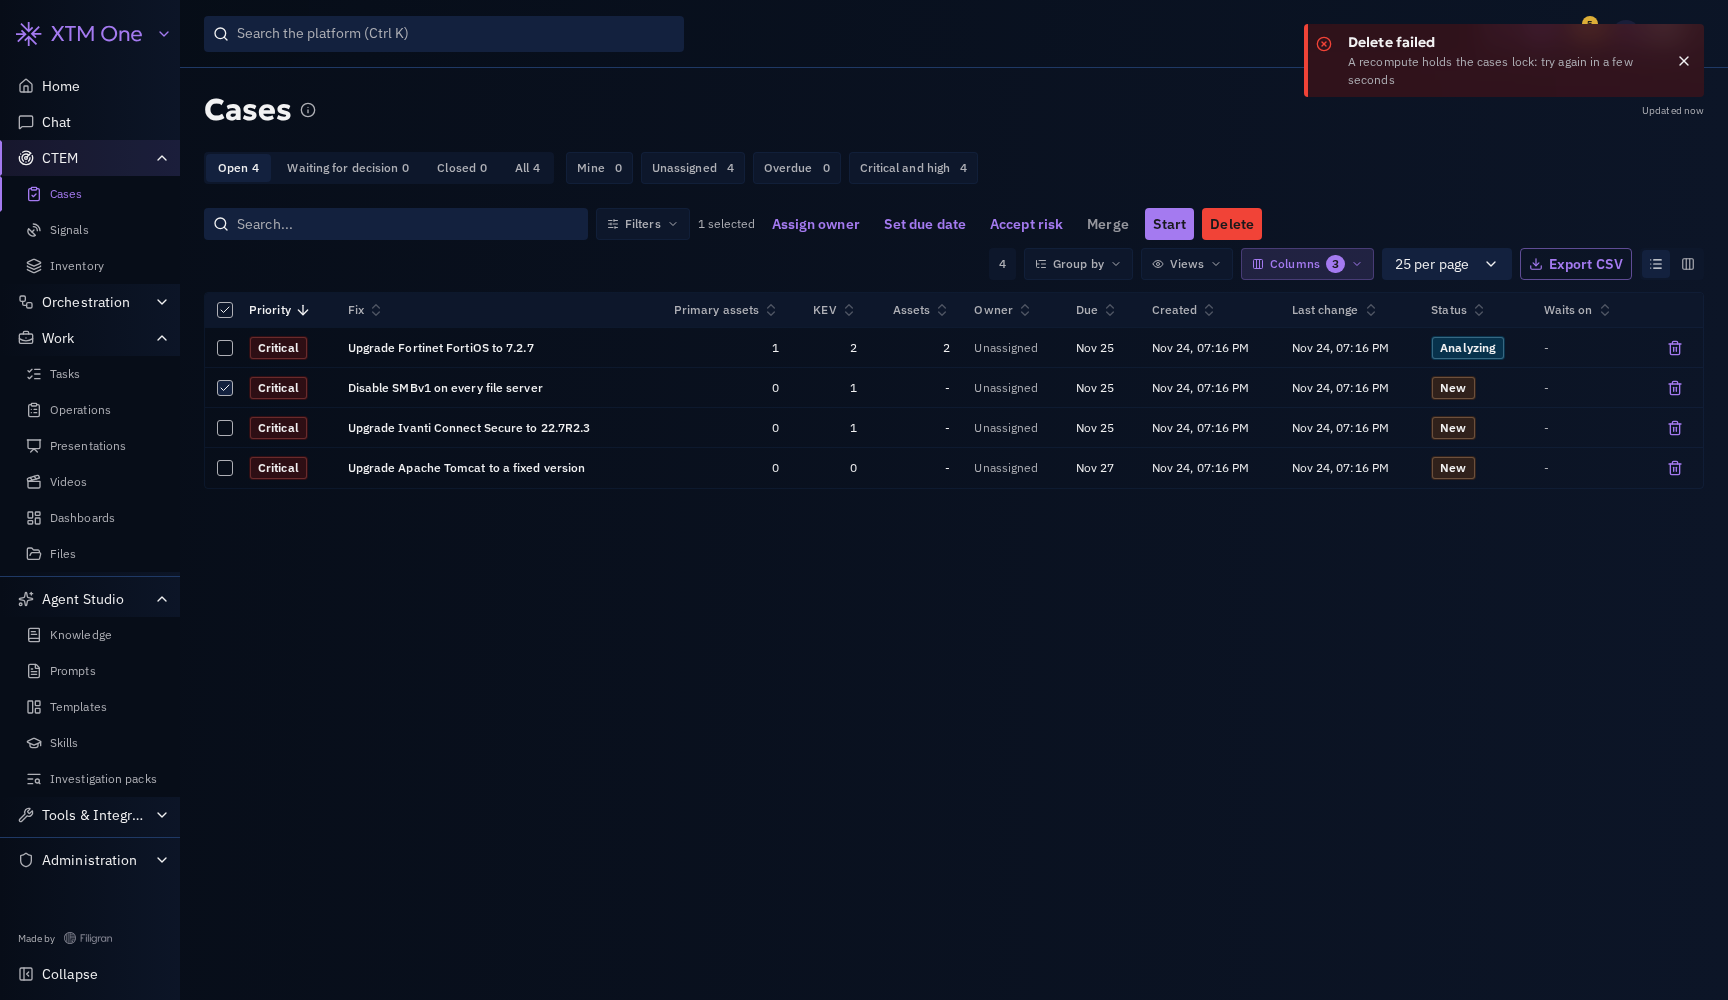 XTM One
Search the platform (Ctrl K)
Delete failed
A recompute holds the cases lock: try again in a few
seconds
Home
Chat
CTEM
Cases
Signals
Inventory
Orchestration
Work
Tasks
Operations
Presentations
Videos
Dashboards
Files
Agent Studio
Knowledge
Prompts
Templates
Skills
Investigation packs
Tools & Integr...
Administration
Made by Filigran
Collapse
Cases
Updated now
Open 4 Waiting for decision 0 Closed 0 All 4 Mine 0 Unassigned 4 Overdue 0 Critical and high 4
Search... Filters 1 selected Assign owner Set due date Accept risk Merge Start Delete
4 Group by Views Columns 3 25 per page Export CSV
Priority Fix Primary assets KEV Assets Owner Due Created Last change Status Waits on
Critical Upgrade Fortinet FortiOS to 7.2.7 1 2 2 Unassigned Nov 25 Nov 24, 07:16 PM Nov 24, 07:16 PM Analyzing -
Critical Disable SMBv1 on every file server 0 1 - Unassigned Nov 25 Nov 24, 07:16 PM Nov 24, 07:16 PM New -
Critical Upgrade Ivanti Connect Secure to 22.7R2.3 0 1 - Unassigned Nov 25 Nov 24, 07:16 PM Nov 24, 07:16 PM New -
Critical Upgrade Apache Tomcat to a fixed version 0 0 - Unassigned Nov 27 Nov 24, 07:16 PM Nov 24, 07:16 PM New -